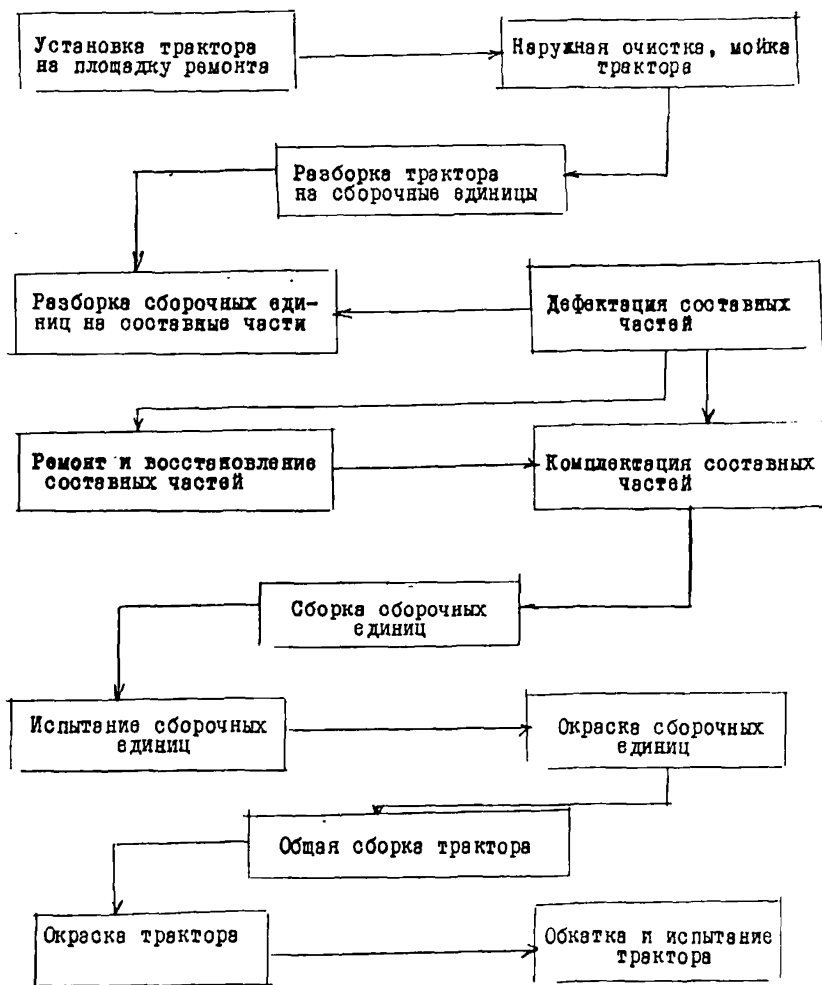 Установка трактора
на площадку ремонта
Наружная очистка, мойка
трактора
Разборка трактора
на сборочные единицы
Разборка сборочных еди-
ниц на составные части
Дефектация составных
частей
Ремонт и восстановление
составных частей
Комплектация составных
частей
Сборка сборочных
единиц
Испытание сборочных
единиц
Окраска сборочных
единиц
Общая сборка трактора
Окраска трактора
Обкатка и испытание
трактора